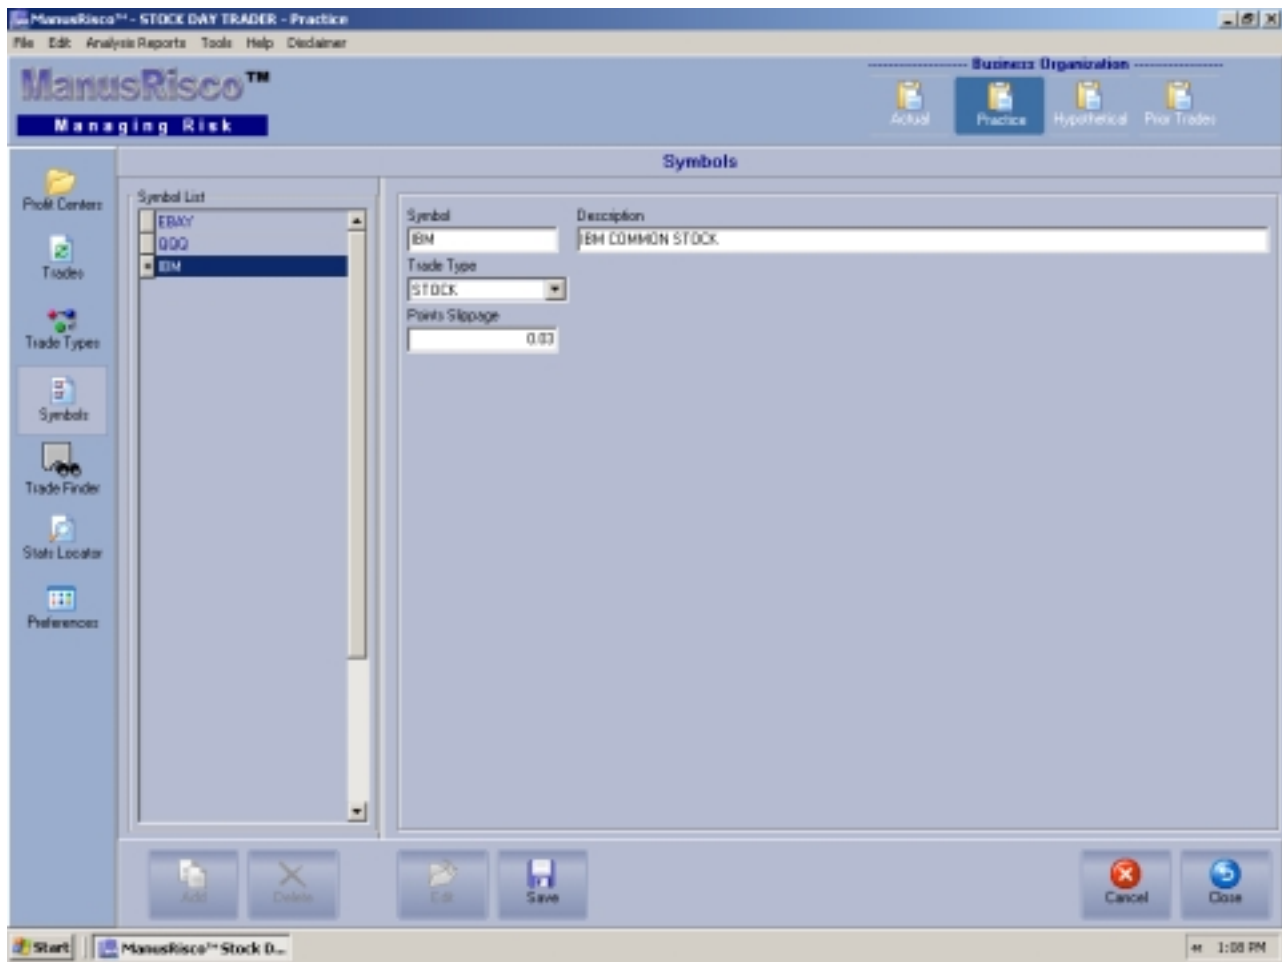 ManusRisco™ - STOCK DAY TRADER - Practice
File Edit Analysis Reports Tools Help Disclaimer
ManusRisco™
Managing Risk
Business Organization
Actual Practice Hypothetical Prior Trades
Symbols
Profit Centers
Trades
Trade Types
Symbols
Trade Finder
Stats Locator
Preferences
Symbol List
EBAY
QQQ
IBM
Symbol Description
IBM IBM COMMON STOCK
Trade Type
STOCK
Points Slippage
0.03
Add Delete Edit Save Cancel Close
Start ManusRisco™ Stock D... 1:08 PM